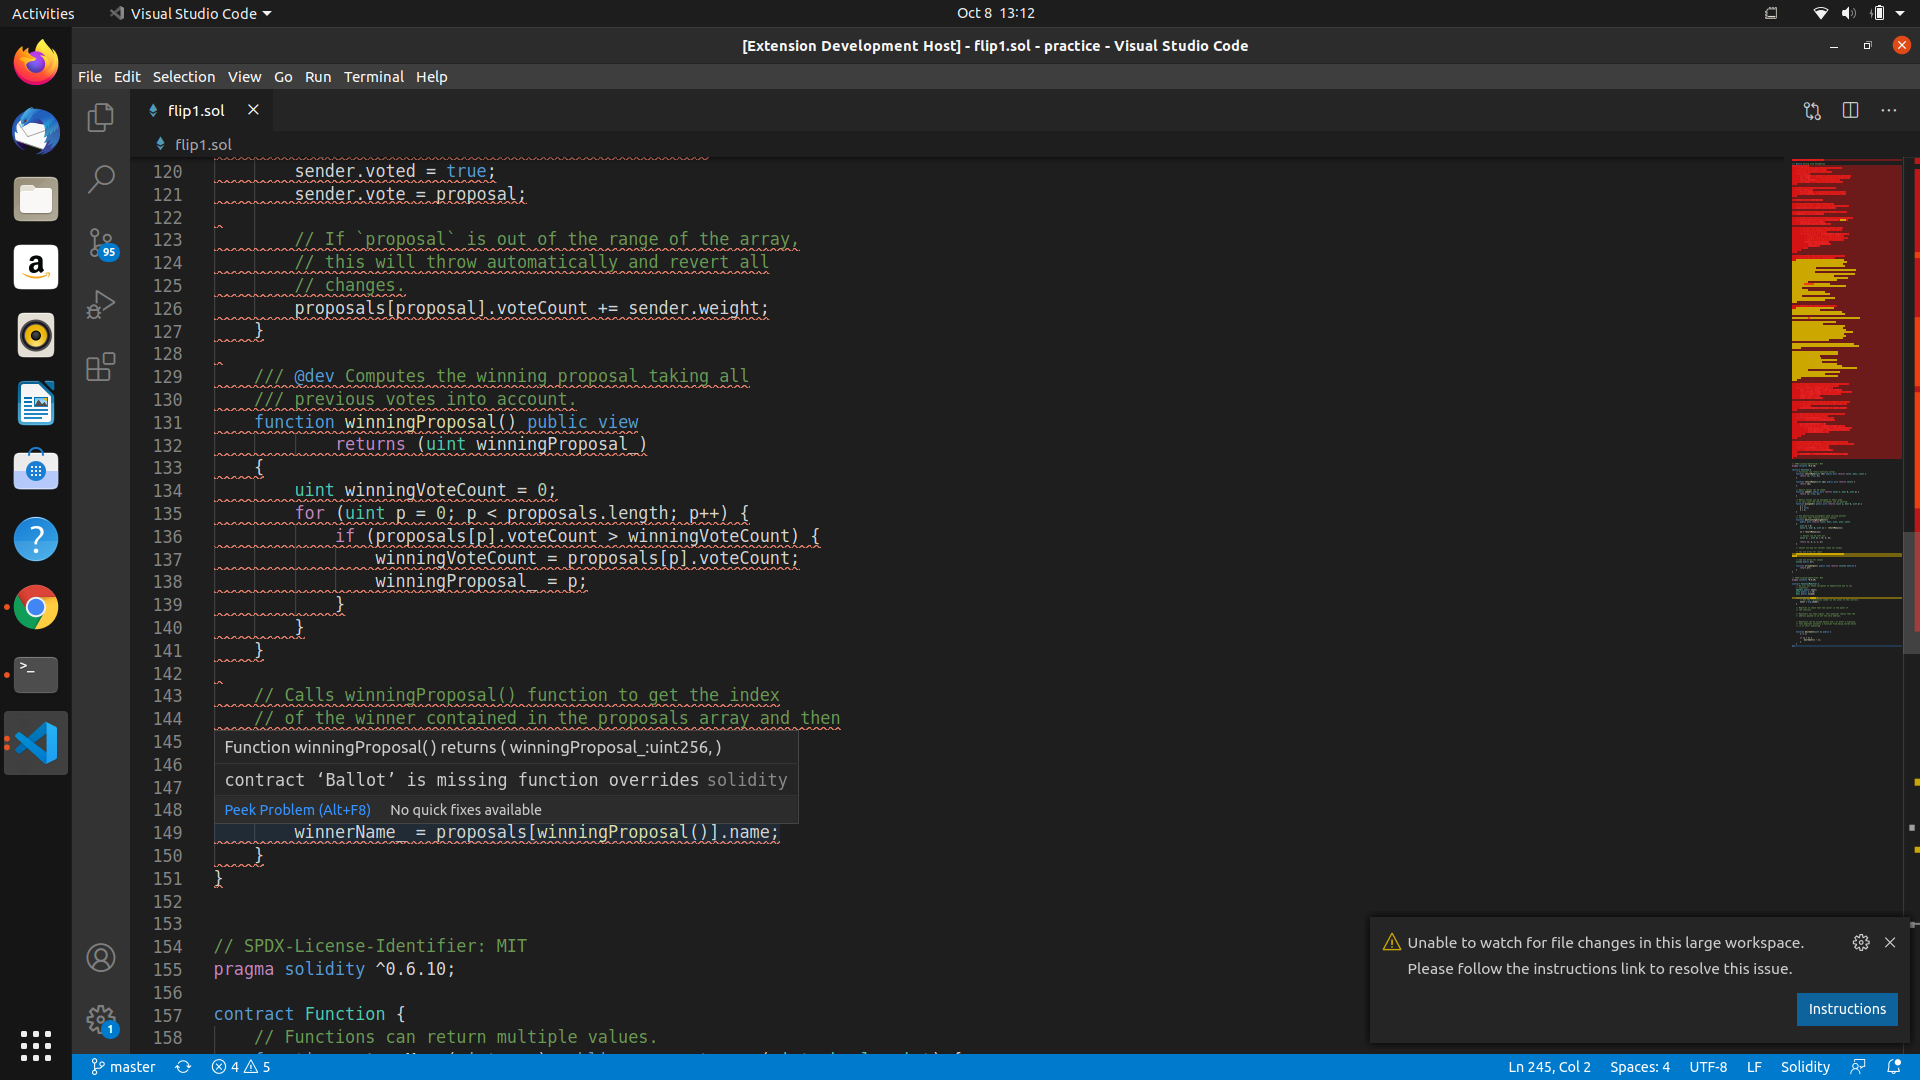 Activities
Visual Studio Code
Oct 8 13:12
[Extension Development Host] - flip1.sol - practice - Visual Studio Code
File Edit Selection View Go Run Terminal Help
flip1.sol
flip1.sol
120 sender.voted = true;
121 sender.vote = proposal;
122
123 // If `proposal` is out of the range of the array,
124 // this will throw automatically and revert all
125 // changes.
126 proposals[proposal].voteCount += sender.weight;
127 }
128
129 /// @dev Computes the winning proposal taking all
130 /// previous votes into account.
131 function winningProposal() public view
132 returns (uint winningProposal_)
133 {
134 uint winningVoteCount = 0;
135 for (uint p = 0; p < proposals.length; p++) {
136 if (proposals[p].voteCount > winningVoteCount) {
137 winningVoteCount = proposals[p].voteCount;
138 winningProposal_ = p;
139 }
140 }
141 }
142
143 // Calls winningProposal() function to get the index
144 // of the winner contained in the proposals array and then
145
Function winningProposal() returns ( winningProposal_:uint256, )
146
contract ‘Ballot’ is missing function overrides solidity
147
148
Peek Problem (Alt+F8) No quick fixes available
149 winnerName_ = proposals[winningProposal()].name;
150 }
151 }
152
153
154 // SPDX-License-Identifier: MIT
155 pragma solidity ^0.6.10;
156
157 contract Function {
158 // Functions can return multiple values.
95
1
Unable to watch for file changes in this large workspace.
Please follow the instructions link to resolve this issue.
Instructions
master 4 5 Ln 245, Col 2 Spaces: 4 UTF-8 LF Solidity